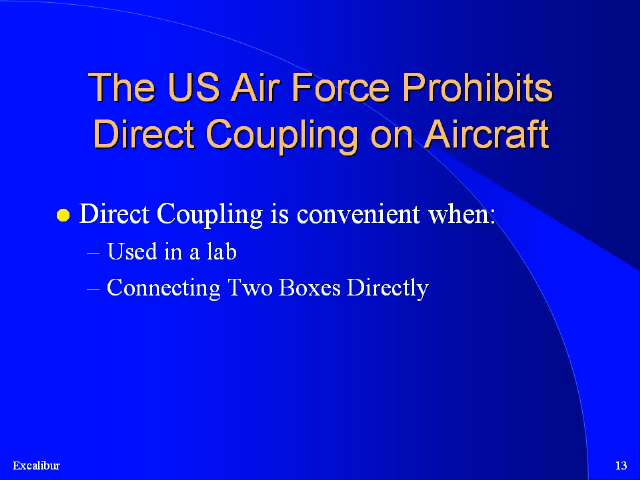 The US Air Force Prohibits
Direct Coupling on Aircraft
Direct Coupling is convenient when:
– Used in a lab
– Connecting Two Boxes Directly
Excalibur
13